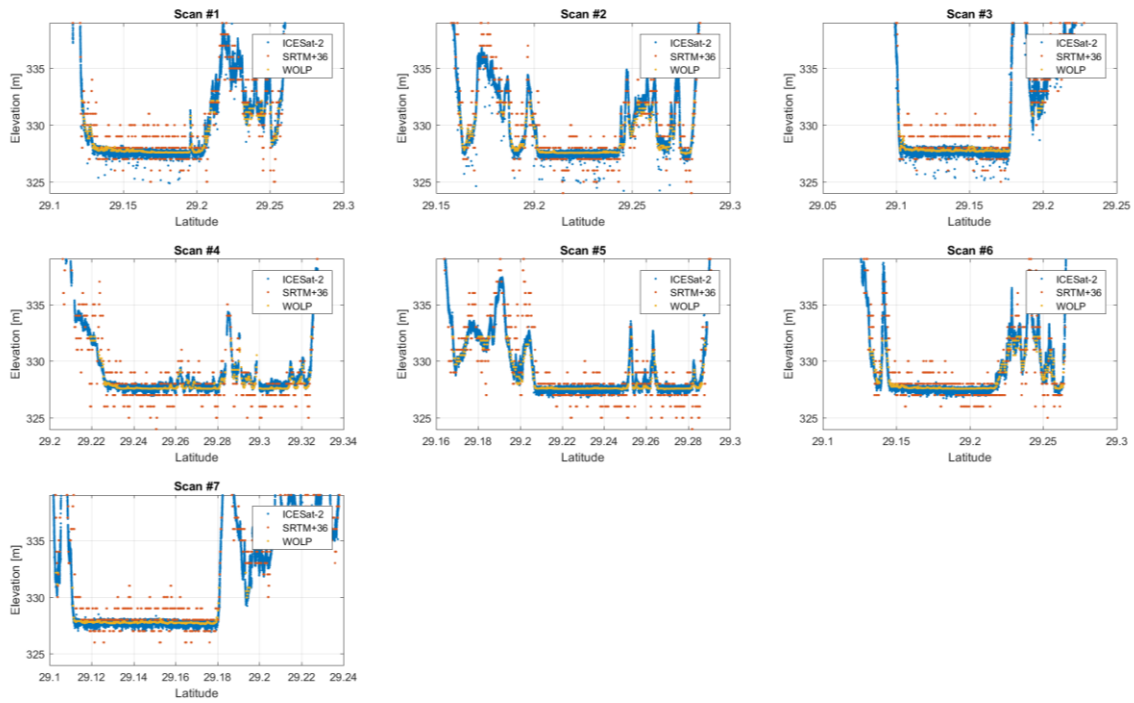 Scan #1
Elevation [m]
335
330
325
ICESat-2
SRTM+36
WOLP
29.1 29.15 29.2 29.25 29.3
Latitude
Scan #2
Elevation [m]
335
330
325
ICESat-2
SRTM+36
WOLP
29.15 29.2 29.25 29.3
Latitude
Scan #3
Elevation [m]
335
330
325
ICESat-2
SRTM+36
WOLP
29.05 29.1 29.15 29.2 29.25
Latitude
Scan #4
Elevation [m]
335
330
325
ICESat-2
SRTM+36
WOLP
29.2 29.22 29.24 29.26 29.28 29.3 29.32 29.34
Latitude
Scan #5
Elevation [m]
335
330
325
ICESat-2
SRTM+36
WOLP
29.16 29.18 29.2 29.22 29.24 29.26 29.28 29.3
Latitude
Scan #6
Elevation [m]
335
330
325
ICESat-2
SRTM+36
WOLP
29.1 29.15 29.2 29.25 29.3
Latitude
Scan #7
Elevation [m]
335
330
325
ICESat-2
SRTM+36
WOLP
29.1 29.12 29.14 29.16 29.18 29.2 29.22 29.24
Latitude